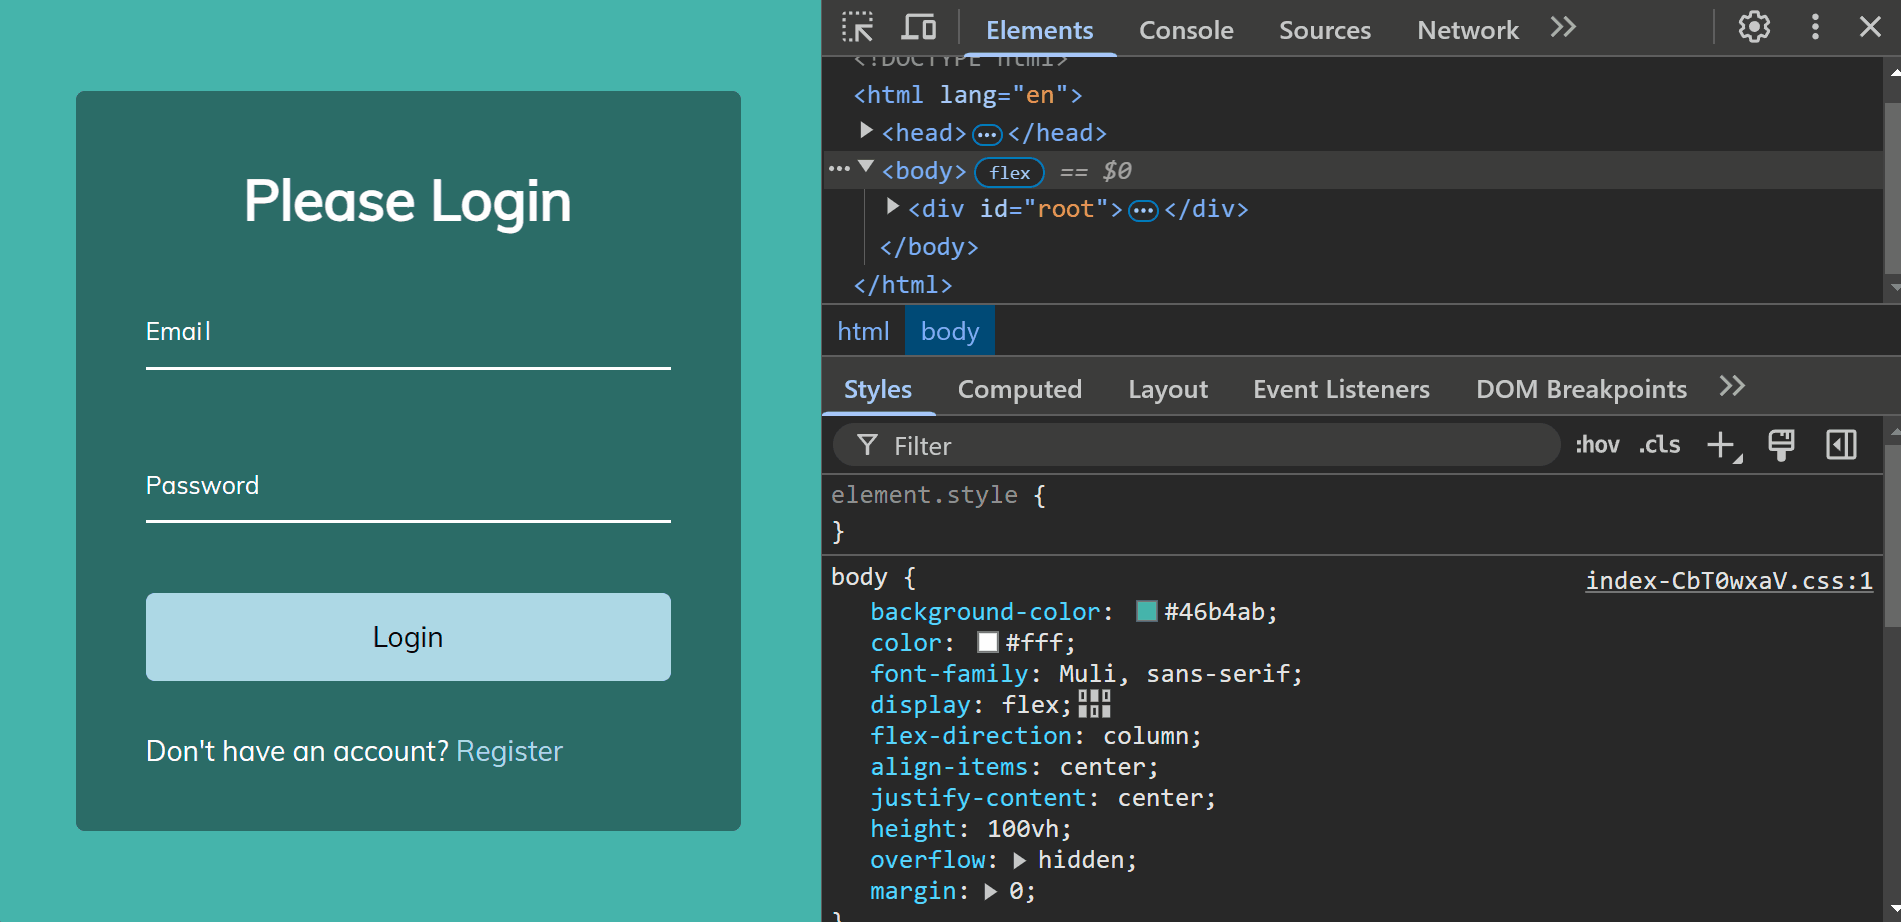 Please Login
Email
Password
Login
Don't have an account? Register
Elements Console Sources Network
<!DOCTYPE html>
<html lang="en">
<head> ··· </head>
··· <body> flex == $0
<div id="root"> ··· </div>
</body>
</html>
html body
Styles Computed Layout Event Listeners DOM Breakpoints
Filter :hov .cls
element.style {
}
body { index-CbT0wxaV.css:1
background-color: #46b4ab;
color: #fff;
font-family: Muli, sans-serif;
display: flex;
flex-direction: column;
align-items: center;
justify-content: center;
height: 100vh;
overflow: hidden;
margin: 0;
}